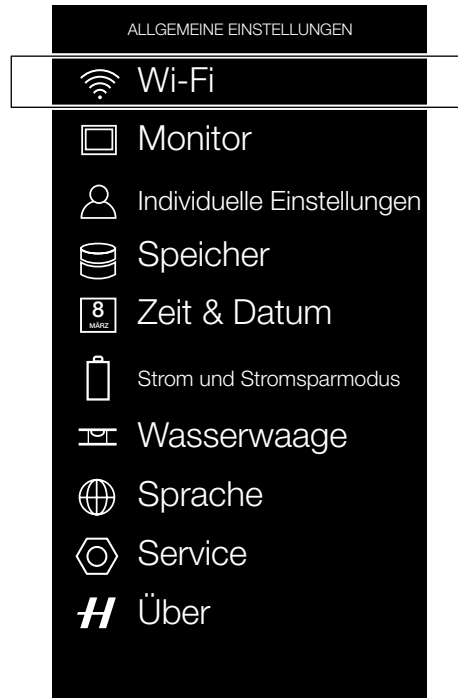 ALLGEMEINE EINSTELLUNGEN
Wi-Fi
Monitor
Individuelle Einstellungen
Speicher
8
MÄRZ
Zeit & Datum
Strom und Stromsparmodus
Wasserwaage
Sprache
Service
H Über